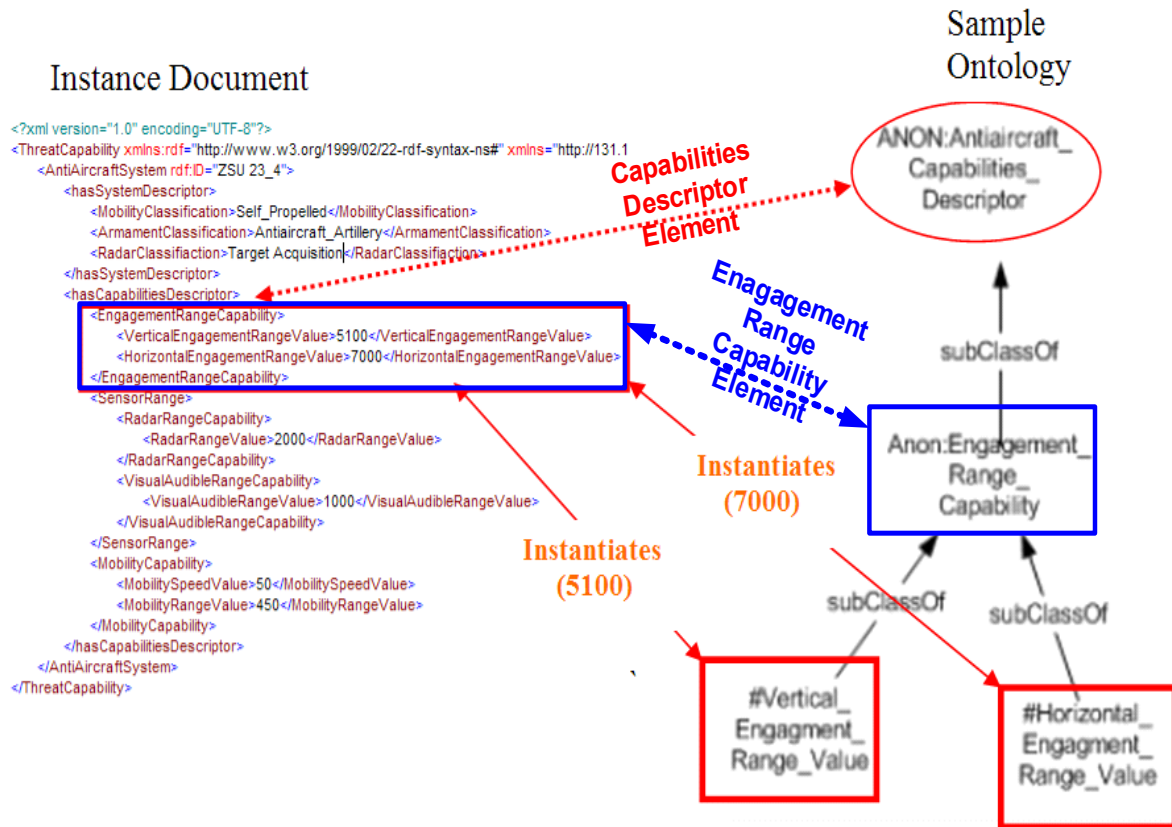 Sample
Ontology
Instance Document
<?xml version="1.0" encoding="UTF-8"?>
<ThreatCapability xmlns:rdf="http://www.w3.org/1999/02/22-rdf-syntax-ns#" xmlns="http://131.1
<AntiAircraftSystem rdf:ID="ZSU 23_4">
<hasSystemDescriptor>
<MobilityClassification>Self_Propelled</MobilityClassification>
<ArmamentClassification>Antiaircraft_Artillery</ArmamentClassification>
<RadarClassifiaction>Target Acquisition</RadarClassifiaction>
</hasSystemDescriptor>
<hasCapabilitiesDescriptor>
<EngagementRangeCapability>
<VerticalEngagementRangeValue>5100</VerticalEngagementRangeValue>
<HorizontalEngagementRangeValue>7000</HorizontalEngagementRangeValue>
</EngagementRangeCapability>
<SensorRange>
<RadarRangeCapability>
<RadarRangeValue>2000</RadarRangeValue>
</RadarRangeCapability>
<VisualAudibleRangeCapability>
<VisualAudibleRangeValue>1000</VisualAudibleRangeValue>
</VisualAudibleRangeCapability>
</SensorRange>
<MobilityCapability>
<MobilitySpeedValue>50</MobilitySpeedValue>
<MobilityRangeValue>450</MobilityRangeValue>
</MobilityCapability>
</hasCapabilitiesDescriptor>
</AntiAircraftSystem>
</ThreatCapability>
Capabilities
Descriptor
Element
Enagagement
Range
Capability
Element
Instantiates
(7000)
Instantiates
(5100)
ANON:Antiaircraft_
Capabilities_
Descriptor
subClassOf
Anon:Engagement_
Range_
Capability
subClassOf
subClassOf
#Vertical_
Engagment_
Range_Value
#Horizontal_
Engagment_
Range_Value